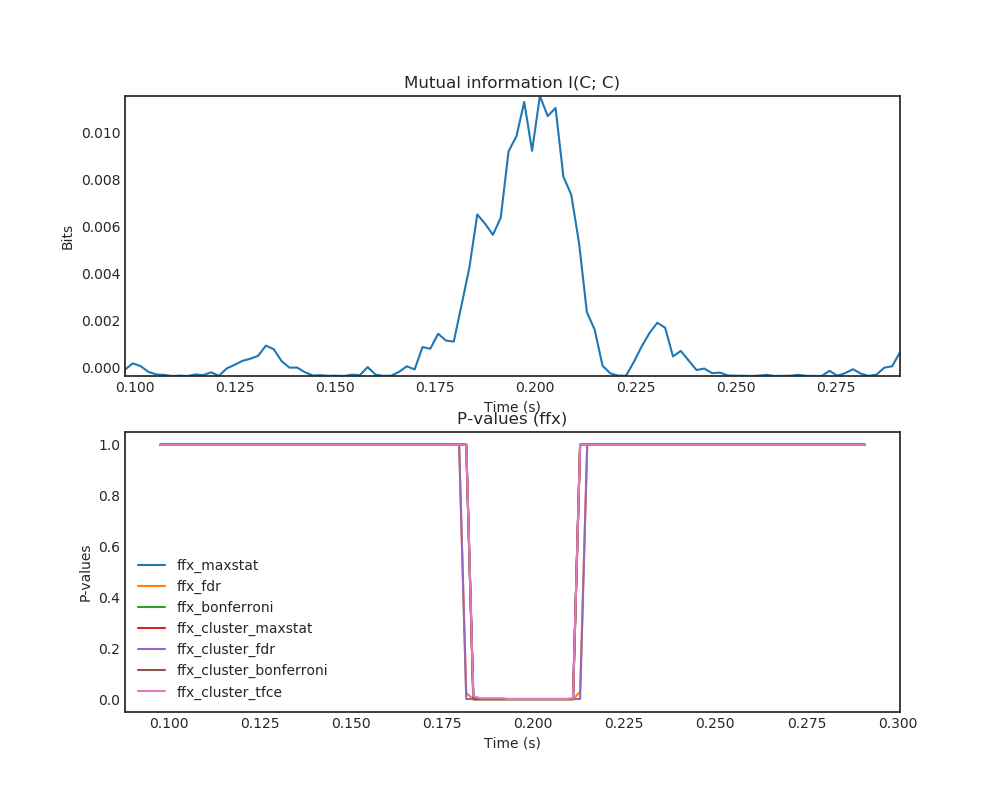 Mutual information I(C; C)
0.010
0.008
0.006
0.004
0.002
0.000
Bits
0.100 0.125 0.150 0.175 0.200 0.225 0.250 0.275
Time (s)
P-values (ffx)
1.0
0.8
0.6
0.4
0.2
0.0
P-values
ffx_maxstat
ffx_fdr
ffx_bonferroni
ffx_cluster_maxstat
ffx_cluster_fdr
ffx_cluster_bonferroni
ffx_cluster_tfce
0.100 0.125 0.150 0.175 0.200 0.225 0.250 0.275 0.300
Time (s)